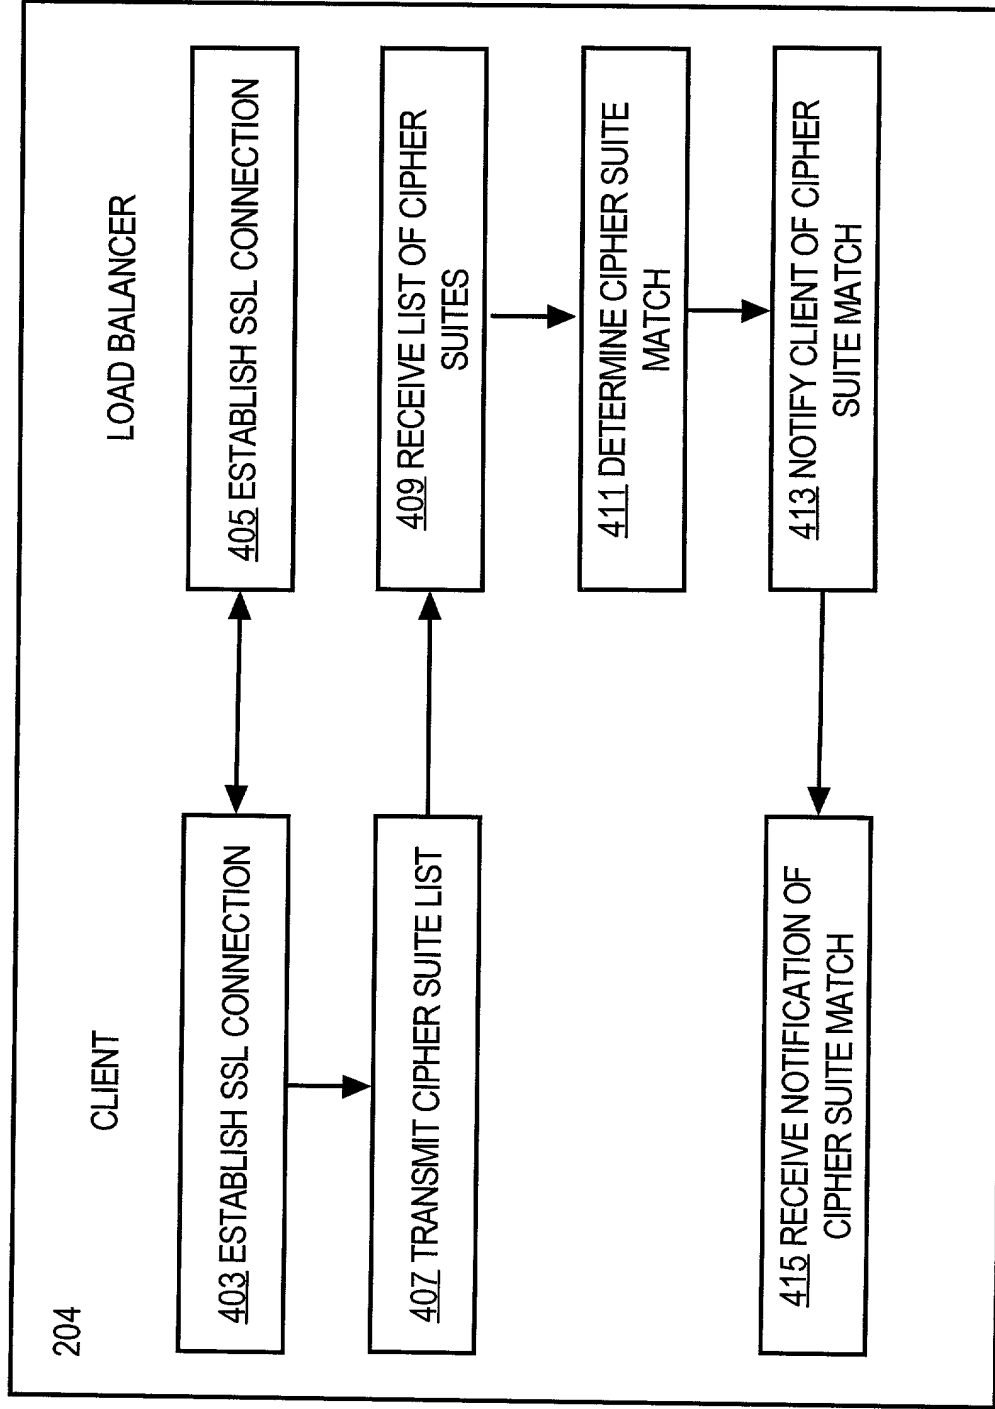 204
CLIENT
LOAD BALANCER
403 ESTABLISH SSL CONNECTION
405 ESTABLISH SSL CONNECTION
407 TRANSMIT CIPHER SUITE LIST
409 RECEIVE LIST OF CIPHER
SUITES
411 DETERMINE CIPHER SUITE
MATCH
413 NOTIFY CLIENT OF CIPHER
SUITE MATCH
415 RECEIVE NOTIFICATION OF
CIPHER SUITE MATCH